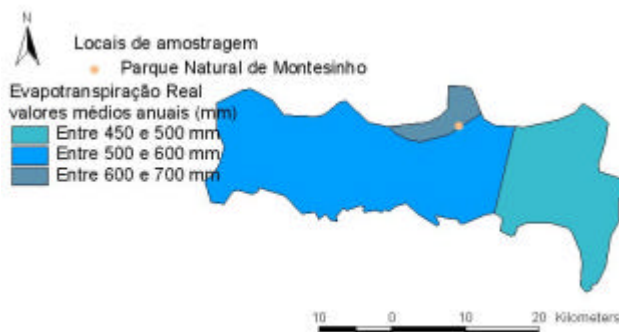 N
Locais de amostragem
Parque Natural de Montesinho
Evapotranspiração Real
valores médios anuais (mm)
Entre 450 e 500 mm
Entre 500 e 600 mm
Entre 600 e 700 mm
10 0 10 20 Kilometers